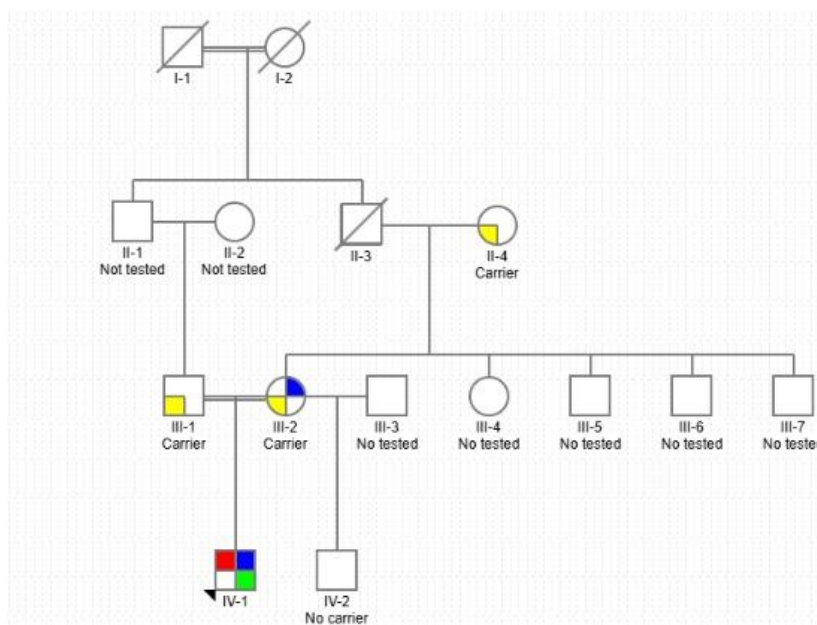 I-1 I-2
II-1 II-2 II-3 II-4
Not tested Not tested Carrier
III-1 III-2 III-3 III-4 III-5 III-6 III-7
Carrier Carrier No tested No tested No tested No tested No teste
IV-1 IV-2
No carrier